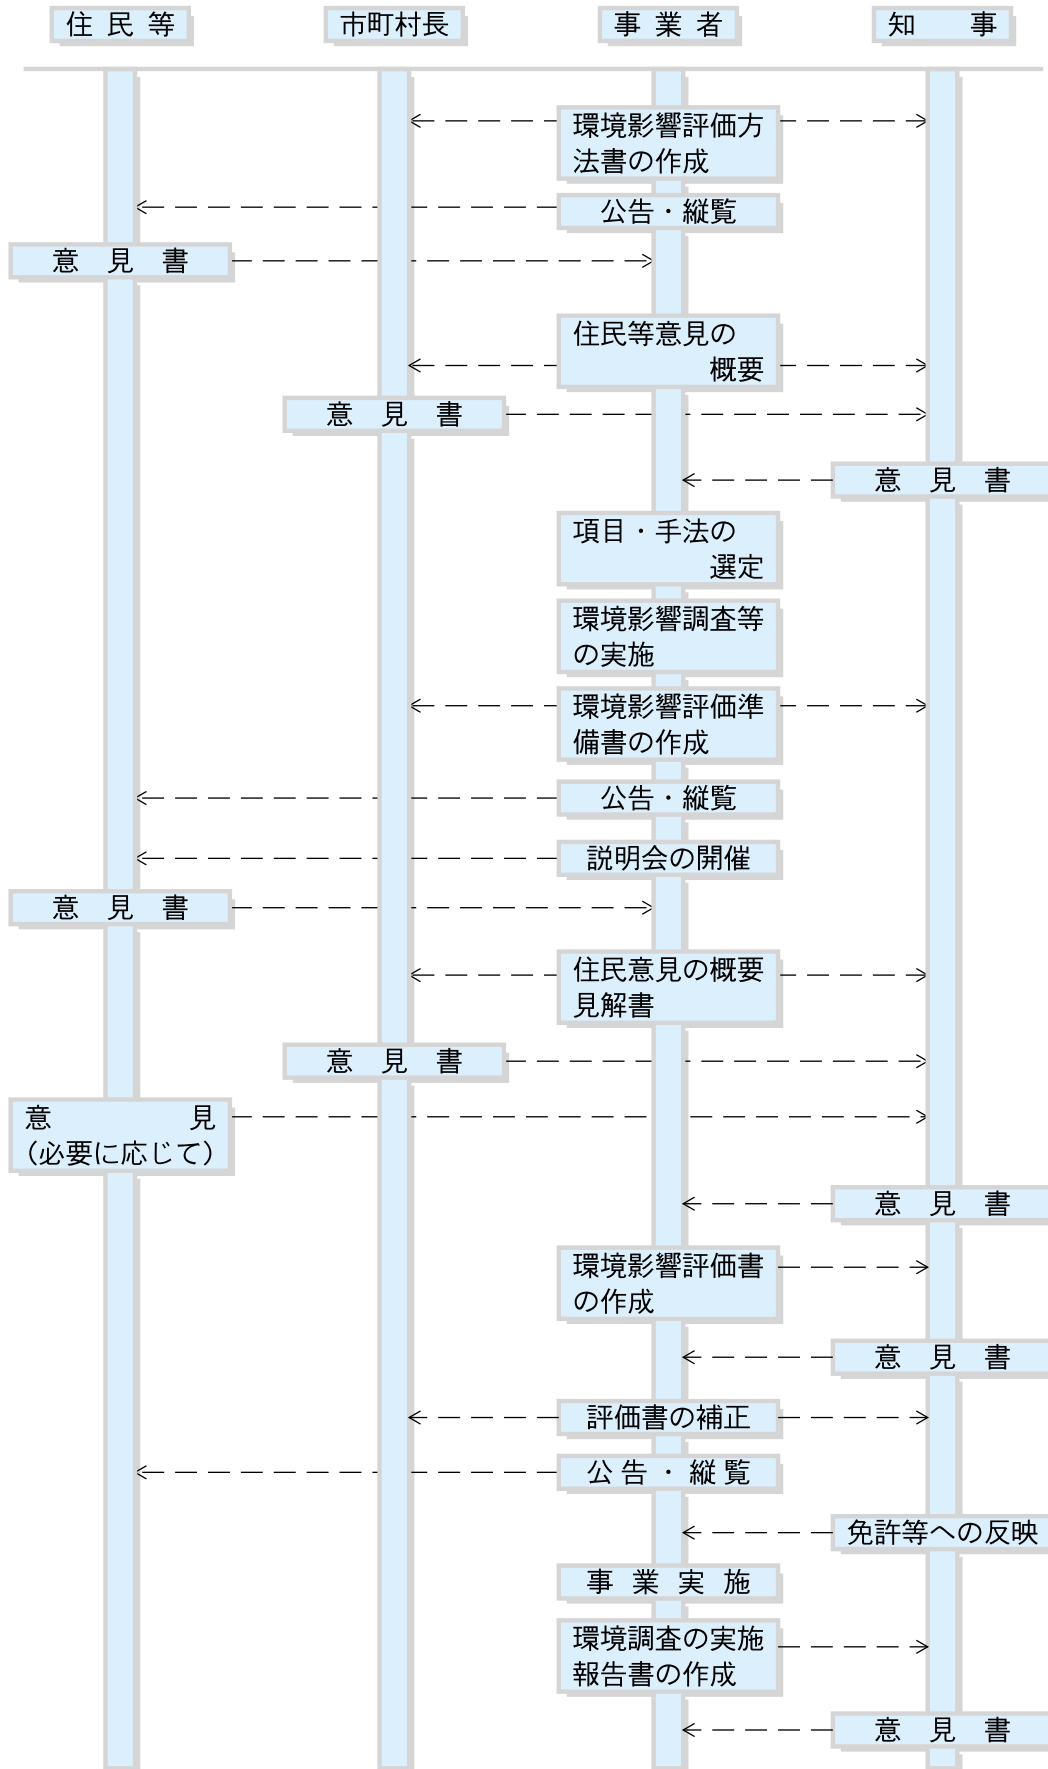 住民等
市町村長
事業者
知　事
環境影響評価方
法書の作成
公告・縦覧
意　見　書
住民等意見の
概要
意　見　書
意　見　書
項目・手法の
選定
環境影響調査等
の実施
環境影響評価準
備書の作成
公告・縦覧
説明会の開催
意　見　書
住民意見の概要
見解書
意　見　書
意　　　　　見
（必要に応じて）
意　見　書
環境影響評価書
の作成
意　見　書
評価書の補正
公告・縦覧
免許等への反映
事業実施
環境調査の実施
報告書の作成
意　見　書